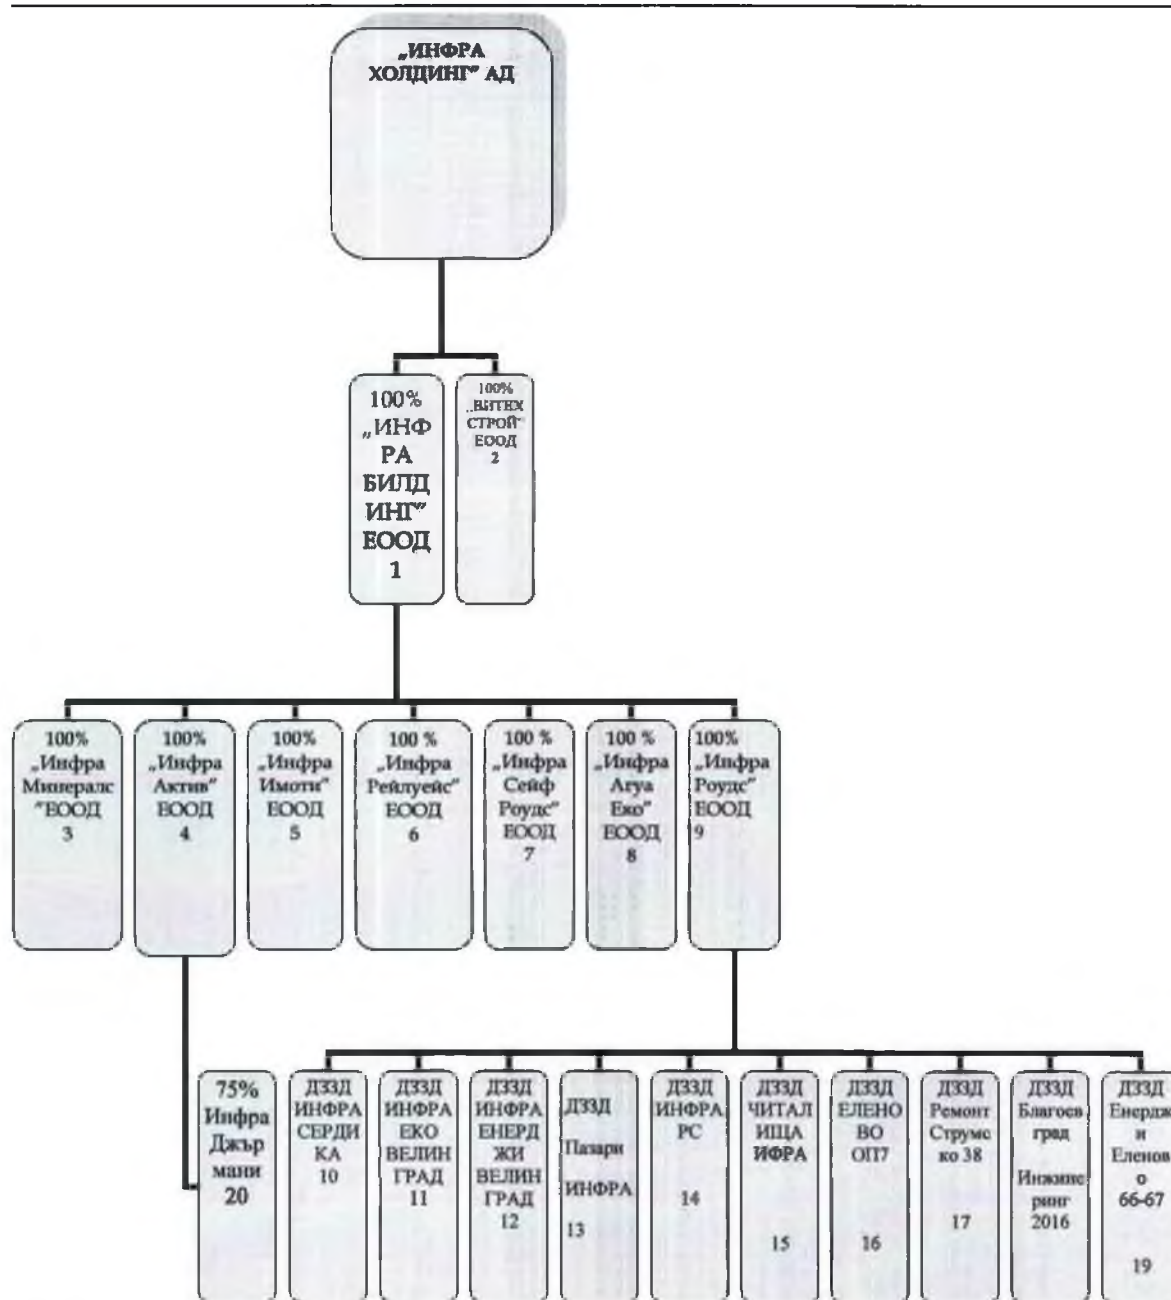 „ИНФРА
ХОЛДИНГ" АД
100%
„ИНФ
РА
БИЛД
ИНГ"
ЕООД
1
100%
„ВИТЕХ
СТРОЙ"
ЕООД
2
100%
„Инфра
Минералс
"ЕООД
3
100%
„Инфра
Актив"
ЕООД
4
100%
„Инфра
Имоти"
ЕООД
5
100 %
„Инфра
Рейлуейс"
ЕООД
6
100 %
„Инфра
Сейф
Роудс"
ЕООД
7
100 %
„Инфра
Агуа
Еко"
ЕООД
8
100%
„Инфра
Роудс"
ЕООД
9
75%
Инфра
Джър
мани
20
ДЗЗД
ИНФРА
СЕРДИ
КА
10
ДЗЗД
ИНФРА
ЕКО
ВЕЛИН
ГРАД
11
ДЗЗД
ИНФРА
ЕНЕРД
ЖИ
ВЕЛИН
ГРАД
12
ДЗЗД
Пазари
ИНФРА
13
ДЗЗД
ИНФРА
РС
14
ДЗЗД
ЧИТАЛ
ИЩА
ИФРА
15
ДЗЗД
ЕЛЕНО
ВО
ОП7
16
ДЗЗД
Ремонт
Струмс
ко 38
17
ДЗЗД
Благоев
град
Инжине
ринг
2016
ДЗЗД
Енердж
и
Еленов
о
66-67
19